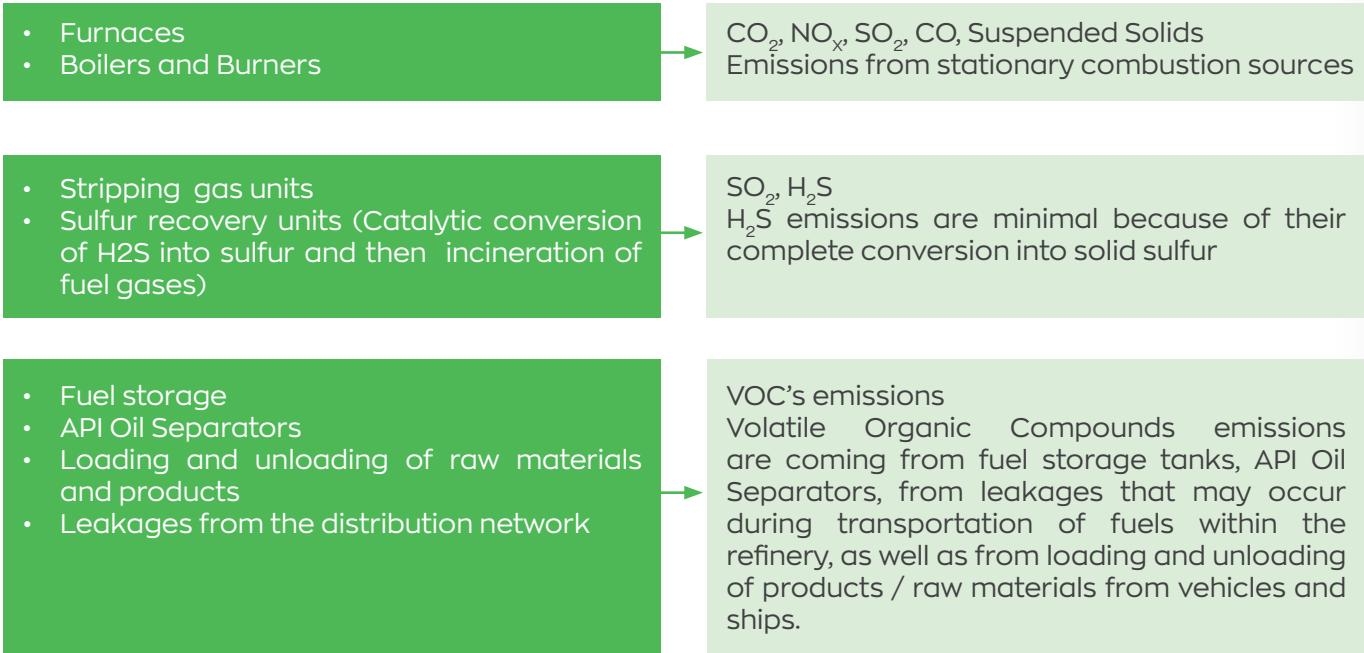 • Furnaces
• Boilers and Burners
CO₂, NOₓ, SO₂, CO, Suspended Solids
Emissions from stationary combustion sources
• Stripping gas units
• Sulfur recovery units (Catalytic conversion
of H2S into sulfur and then incineration of
fuel gases)
SO₂, H₂S
H₂S emissions are minimal because of their
complete conversion into solid sulfur
• Fuel storage
• API Oil Separators
• Loading and unloading of raw materials
and products
• Leakages from the distribution network
VOC’s emissions
Volatile Organic Compounds emissions
are coming from fuel storage tanks, API Oil
Separators, from leakages that may occur
during transportation of fuels within the
refinery, as well as from loading and unloading
of products / raw materials from vehicles and
ships.